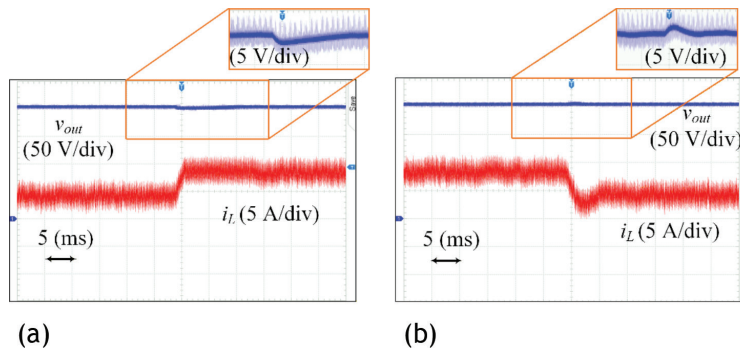 (5 V/div)
Save
v_out
(50 V/div)
i_L (5 A/div)
5 (ms)
(a)
(5 V/div)
v_out
(50 V/div)
i_L (5 A/div)
5 (ms)
(b)